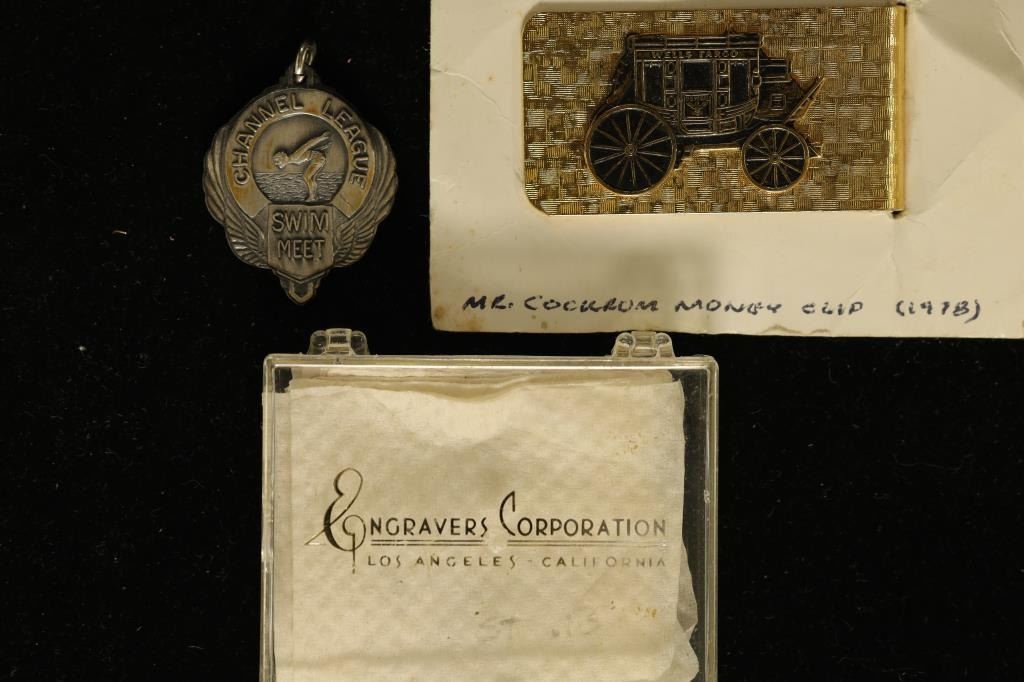 CHANNEL LEAGUE
SWIM
MEET
WELLS FARGO
MR. COCKRUM MONEY CLIP (1978)
ENGRAVERS CORPORATION
LOS ANGELES - CALIFORNIA